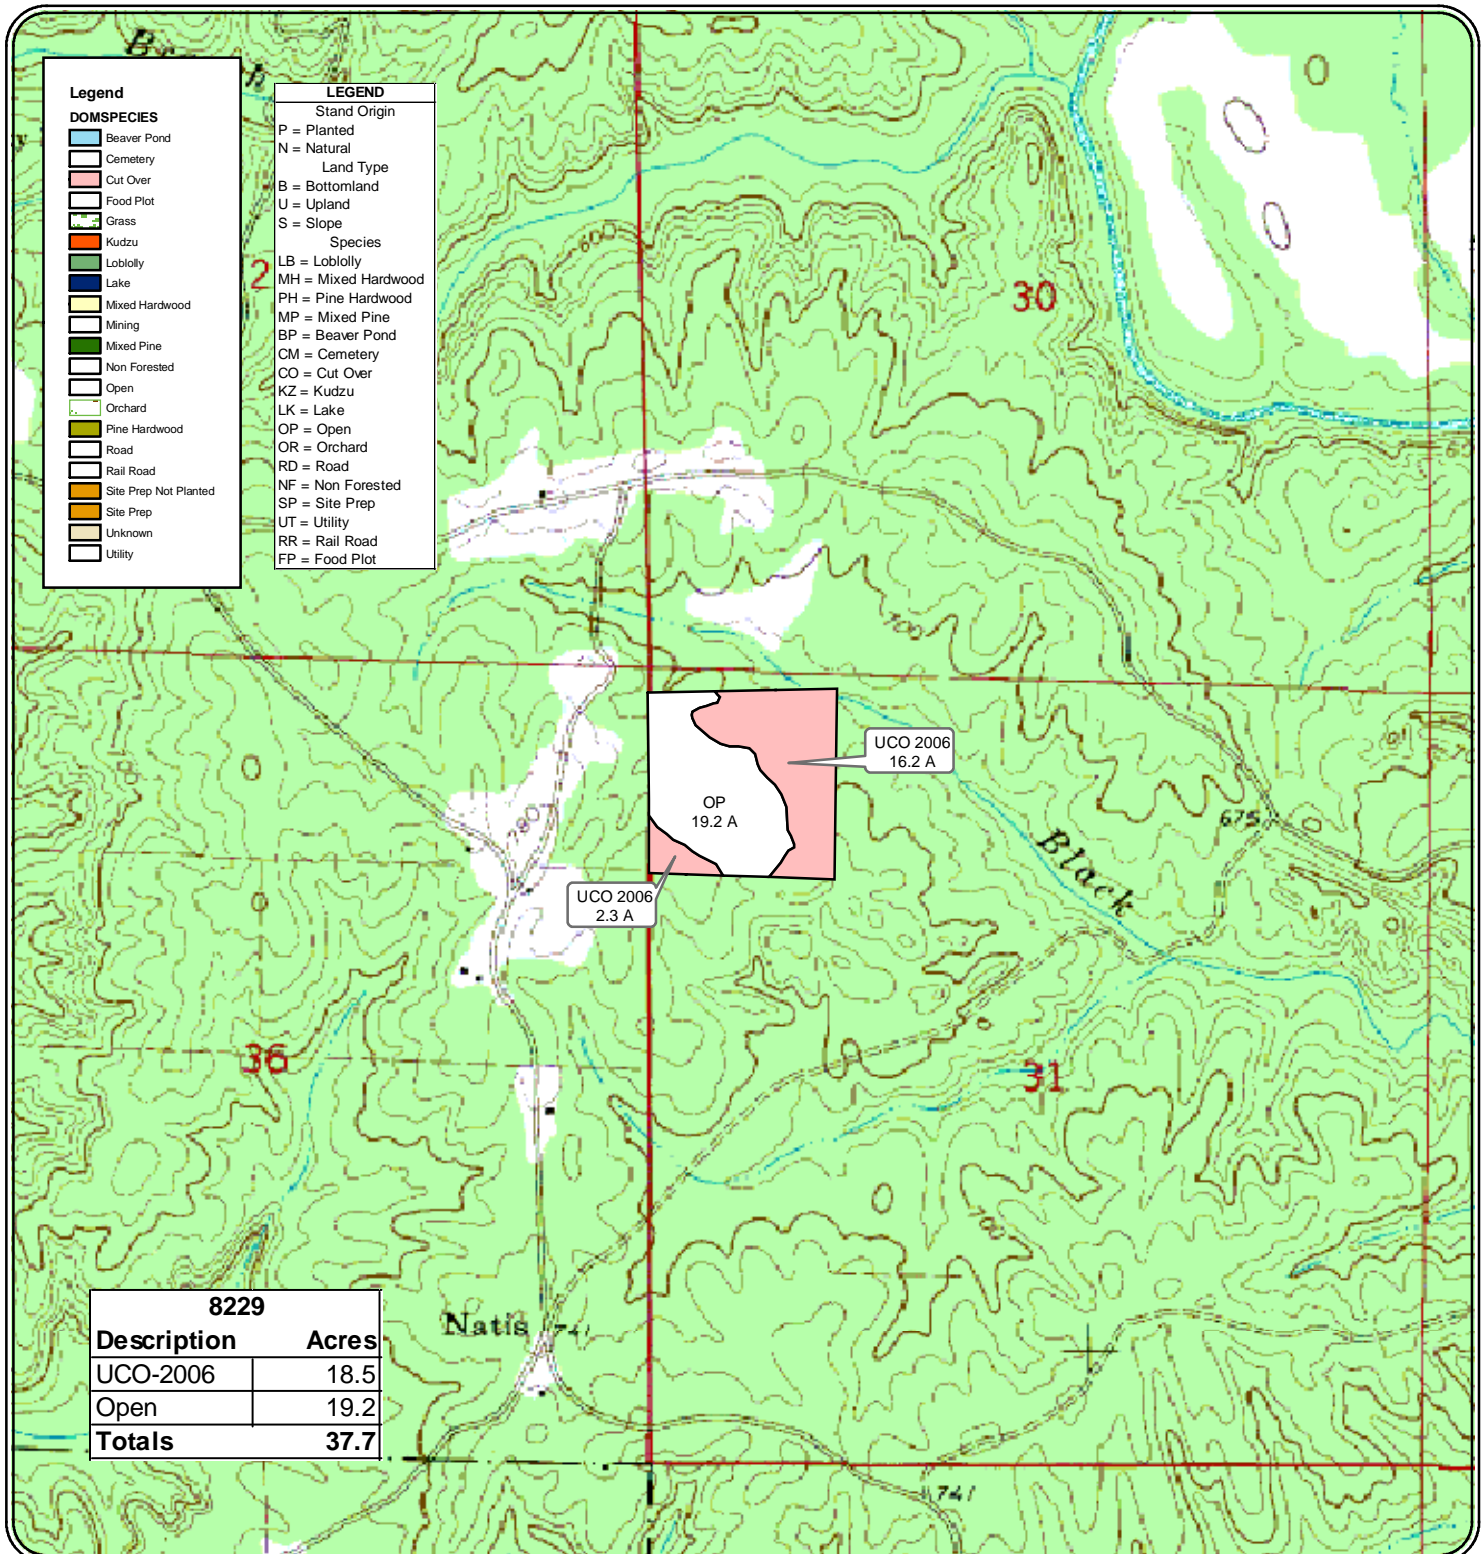 Legend
DOMSPECIES
Beaver Pond
Cemetery
Cut Over
Food Plot
Grass
Kudzu
Loblolly
Lake
Mixed Hardwood
Mining
Mixed Pine
Non Forested
Open
Orchard
Pine Hardwood
Road
Rail Road
Site Prep Not Planted
Site Prep
Unknown
Utility
LEGEND
Stand Origin
P = Planted
N = Natural
Land Type
B = Bottomland
U = Upland
S = Slope
Species
LB = Loblolly
MH = Mixed Hardwood
PH = Pine Hardwood
MP = Mixed Pine
BP = Beaver Pond
CM = Cemetery
CO = Cut Over
KZ = Kudzu
LK = Lake
OP = Open
OR = Orchard
RD = Road
NF = Non Forested
SP = Site Prep
UT = Utility
RR = Rail Road
FP = Food Plot
600
30
700
UCO 2006
16.2 A
OP
19.2 A
700
675
Black
UCO 2006
2.3 A
36
31
700
Natis 741
741
8229
Description Acres
UCO-2006 18.5
Open 19.2
Totals 37.7